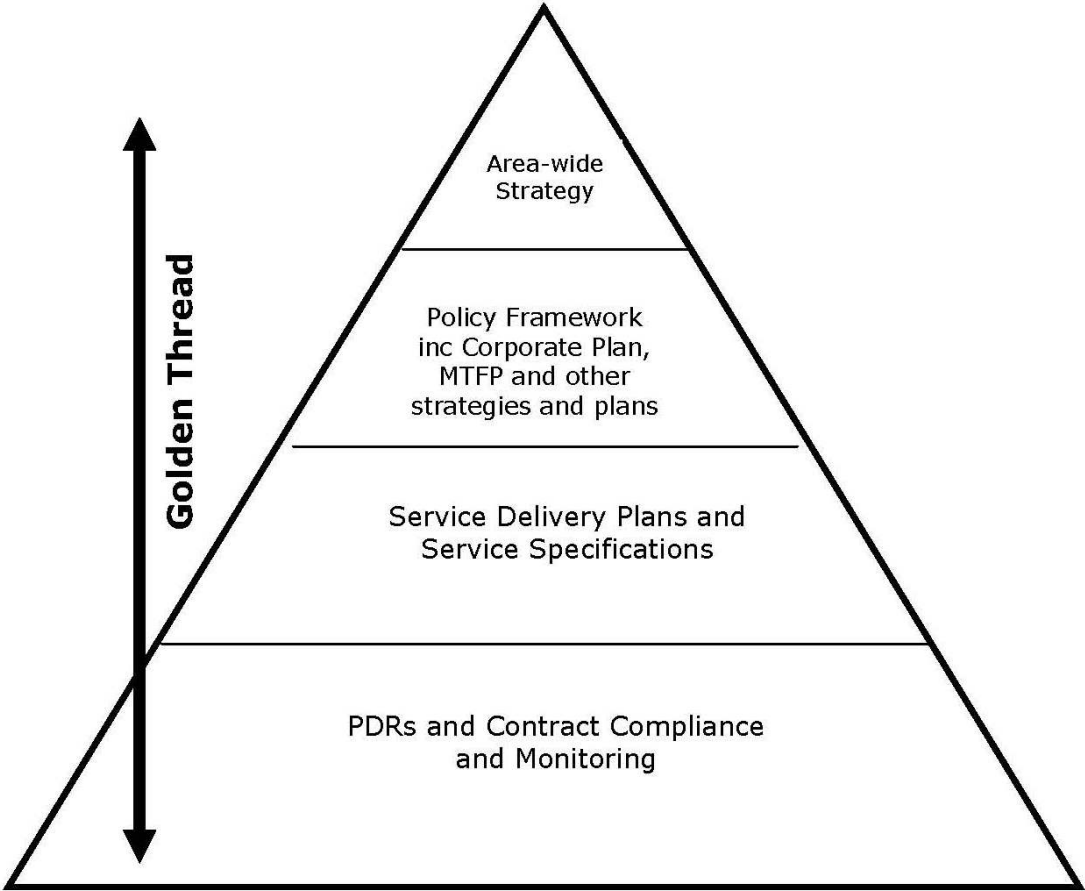 Area-wide
Strategy
Golden Thread
Policy Framework
inc Corporate Plan,
MTFP and other
strategies and plans
Service Delivery Plans and
Service Specifications
PDRs and Contract Compliance
and Monitoring